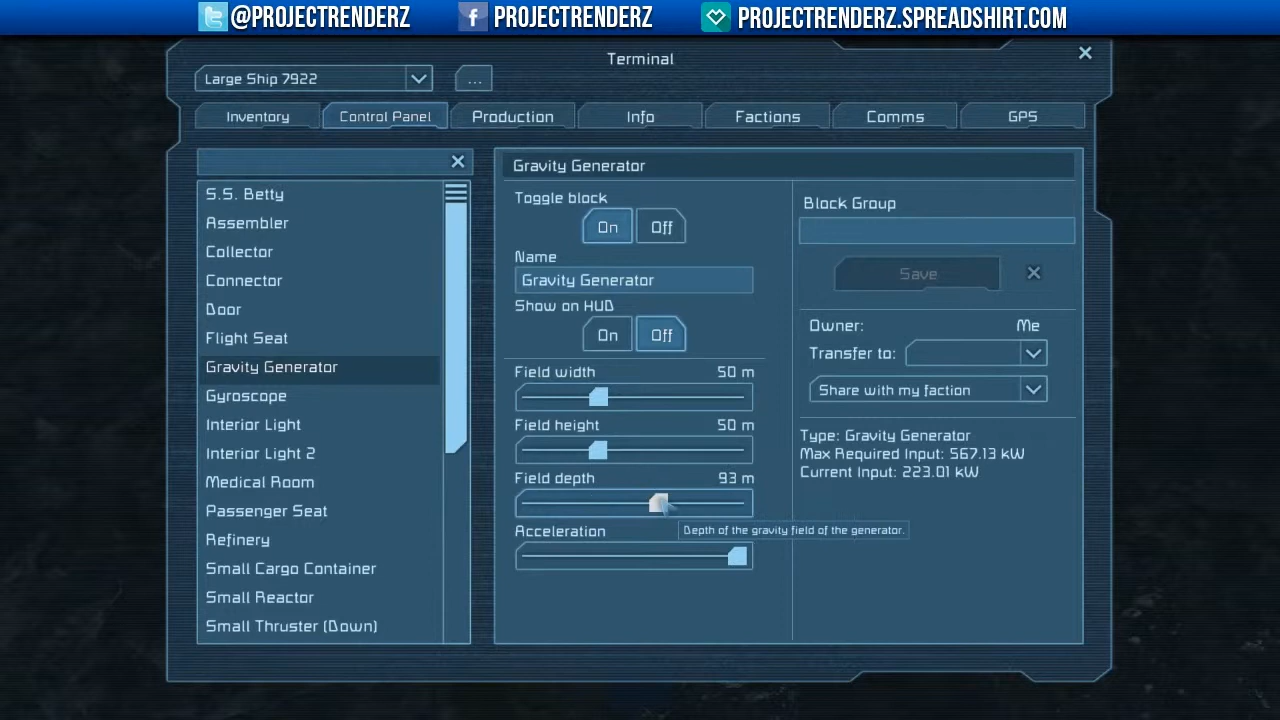 @PROJECTRENDERZ PROJECTRENDERZ PROJECTRENDERZ.SPREADSHIRT.COM
Terminal
Large Ship 7922 ...
Inventory Control Panel Production Info Factions Comms GPS
S.S. Betty
Assembler
Collector
Connector
Door
Flight Seat
Gravity Generator
Gyroscope
Interior Light
Interior Light 2
Medical Room
Passenger Seat
Refinery
Small Cargo Container
Small Reactor
Small Thruster (Down)
Gravity Generator
Toggle block
On Off
Name
Gravity Generator
Show on HUD
On Off
Field width 50 m
Field height 50 m
Field depth 93 m
Depth of the gravity field of the generator.
Acceleration
Block Group
Save
Owner: Me
Transfer to:
Share with my faction
Type: Gravity Generator
Max Required Input: 567.13 kW
Current Input: 223.01 kW